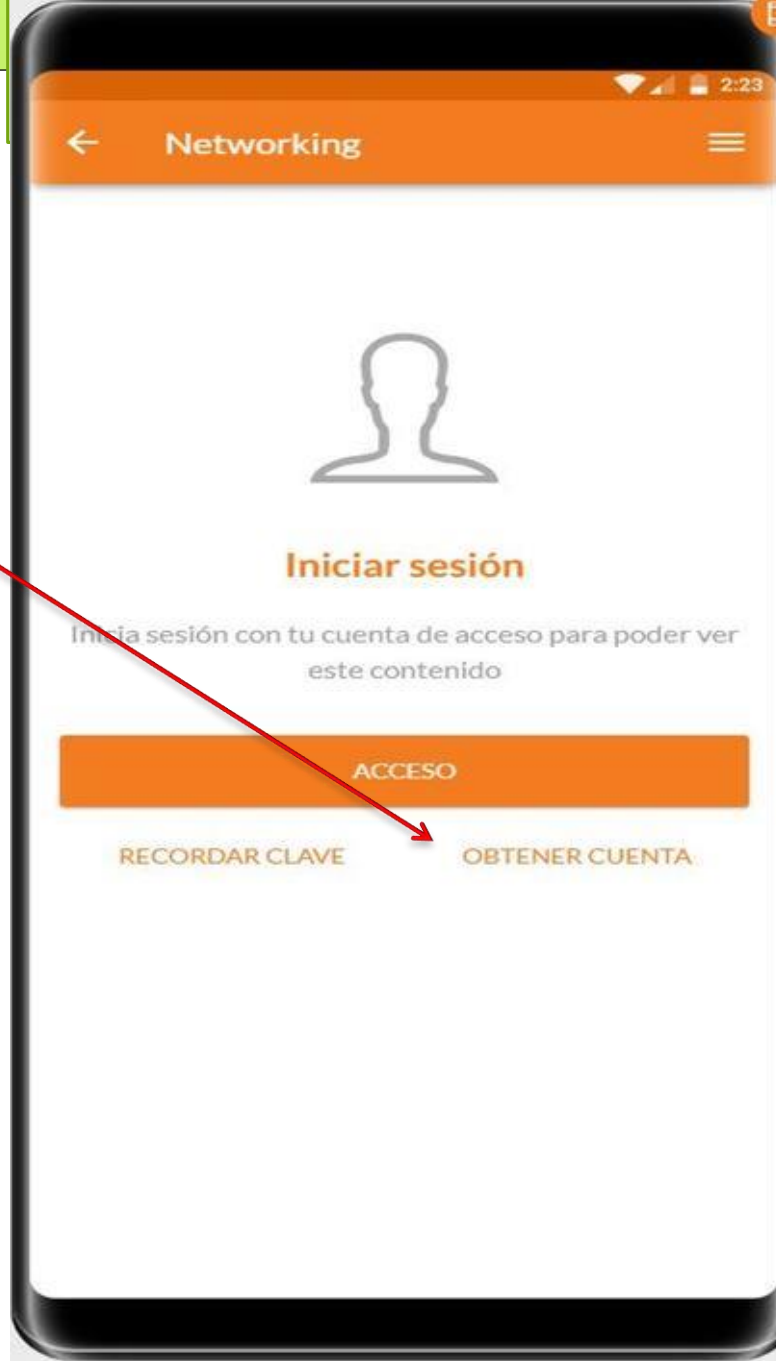 2:23
Networking
Iniciar sesión
Inicia sesión con tu cuenta de acceso para poder ver
este contenido
ACCESO
RECORDAR CLAVE OBTENER CUENTA